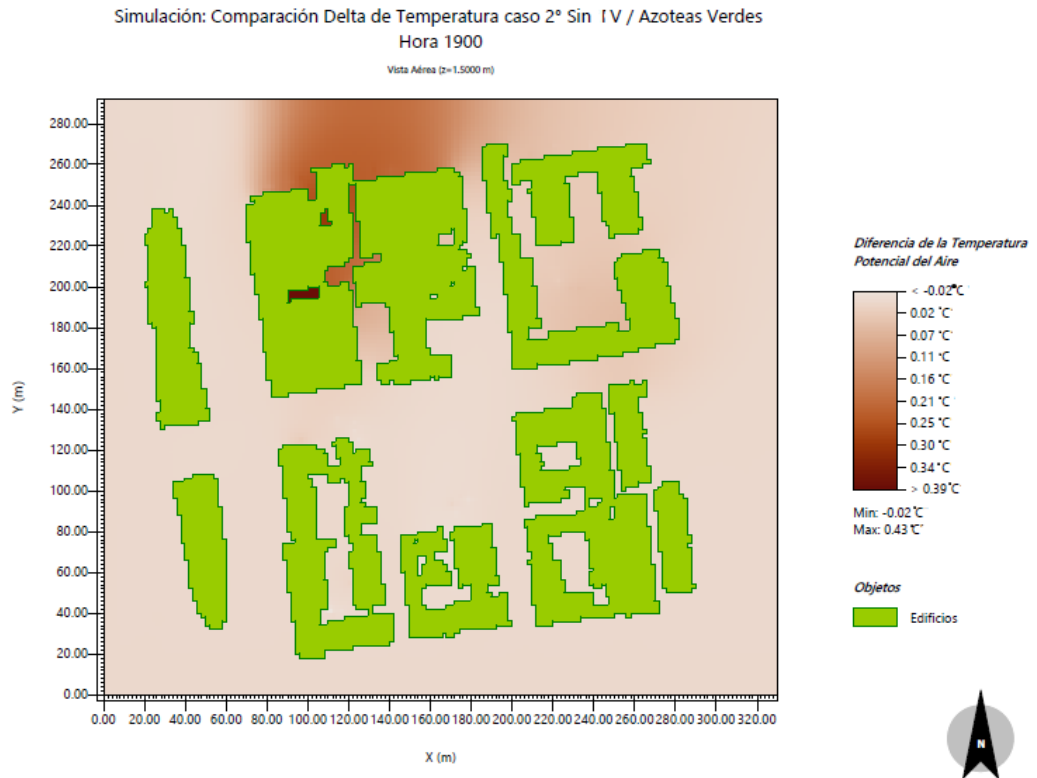 Simulación: Comparación Delta de Temperatura caso 2° Sin IV / Azoteas Verdes
Hora 1900
Vista Aérea (z=1.5000 m)
280.00
260.00
240.00
220.00
200.00
180.00
160.00
140.00
120.00
100.00
80.00
60.00
40.00
20.00
0.00
Y (m)
0.00 20.00 40.00 60.00 80.00 100.00 120.00 140.00 160.00 180.00 200.00 220.00 240.00 260.00 280.00 300.00 320.00
X (m)
Diferencia de la Temperatura
Potencial del Aire
< -0.02°C
0.02 °C
0.07 °C
0.11 °C
0.16 °C
0.21 °C
0.25 °C
0.30 °C
0.34 °C
> 0.39°C
Min: -0.02 °C
Max: 0.43 °C
Objetos
Edificios
N